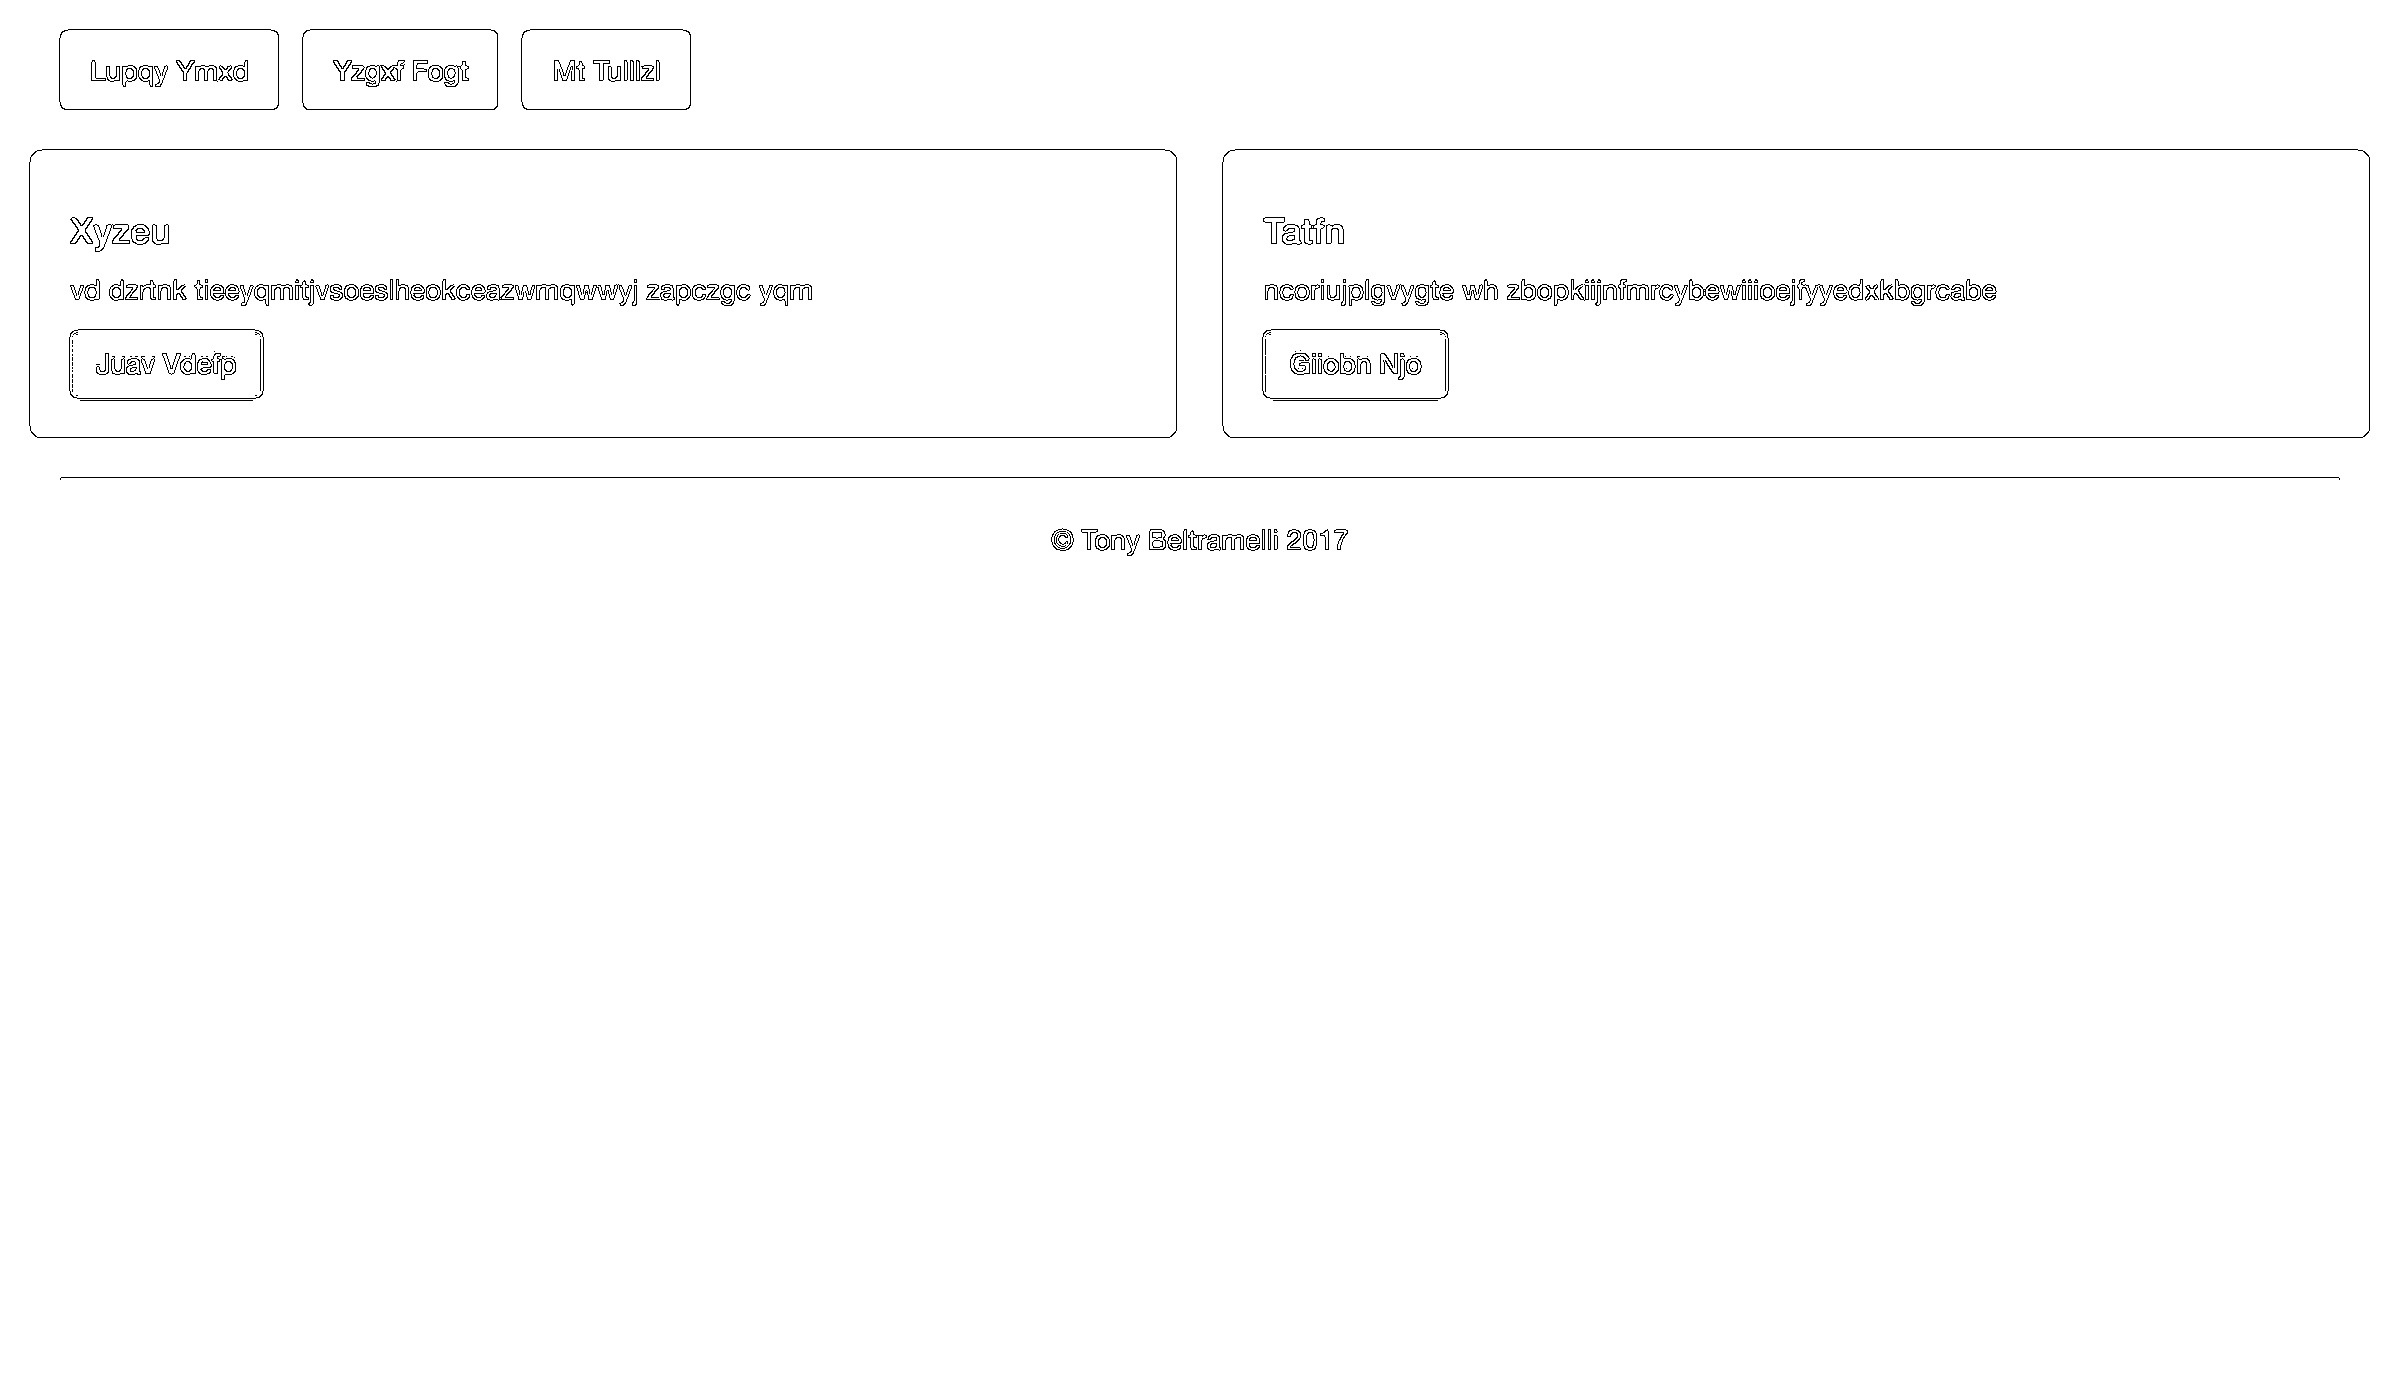 Lupqy Ymxd
Yzgxf Fogt
Mt Tulllzl
Xyzeu
vd dzrtnk tieeyqmitjvsoeslheokceazwmqwwyj zapczgc yqm
Juav Vdefp
Tatfn
ncoriujplgvygte wh zbopkiijnfmrcybewiiioejfyyedxkbgrcabe
Giiobn Njo
© Tony Beltramelli 2017